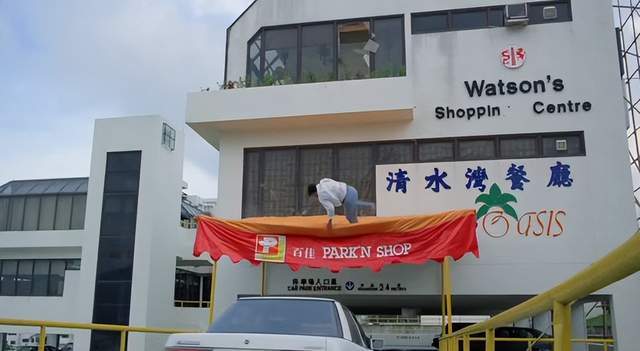 Watson's
Shoppin Centre
清水灣餐廳
OASIS
百佳 PARK'N SHOP
CAR PARK ENTRANCE